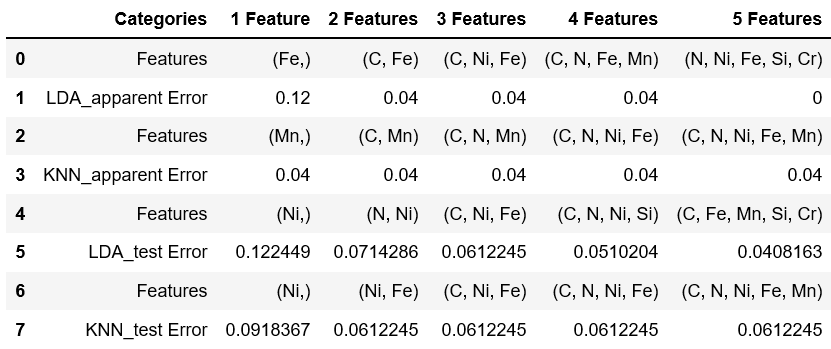 Categories 1 Feature 2 Features 3 Features 4 Features 5 Features
0 Features (Fe,) (C, Fe) (C, Ni, Fe) (C, N, Fe, Mn) (N, Ni, Fe, Si, Cr)
1 LDA_apparent Error 0.12 0.04 0.04 0.04 0
2 Features (Mn,) (C, Mn) (C, N, Mn) (C, N, Ni, Fe) (C, N, Ni, Fe, Mn)
3 KNN_apparent Error 0.04 0.04 0.04 0.04 0.04
4 Features (Ni,) (N, Ni) (C, Ni, Fe) (C, N, Ni, Si) (C, Fe, Mn, Si, Cr)
5 LDA_test Error 0.122449 0.0714286 0.0612245 0.0510204 0.0408163
6 Features (Ni,) (Ni, Fe) (C, Ni, Fe) (C, N, Ni, Fe) (C, N, Ni, Fe, Mn)
7 KNN_test Error 0.0918367 0.0612245 0.0612245 0.0612245 0.0612245